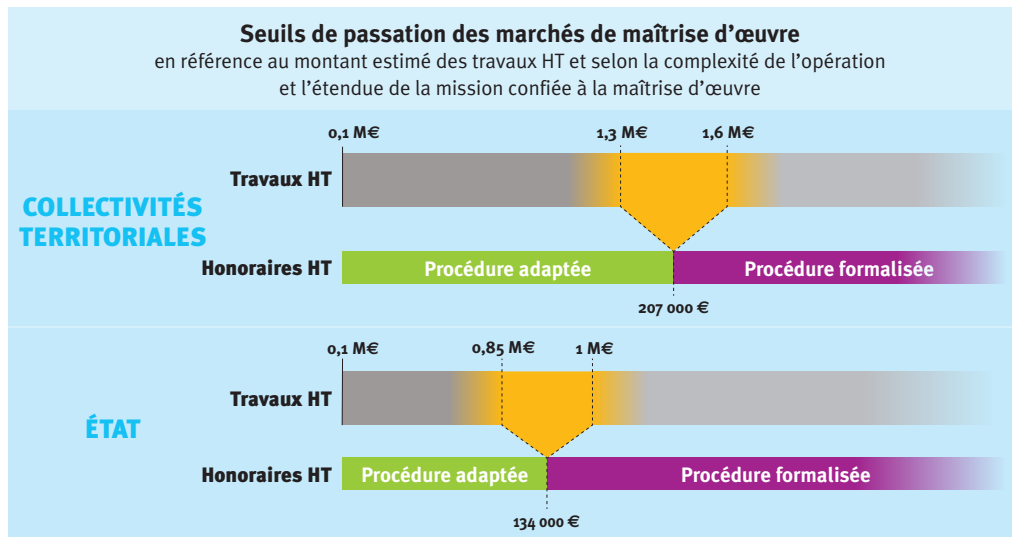 Seuils de passation des marchés de maîtrise d'œuvre
en référence au montant estimé des travaux HT et selon la complexité de l'opération
et l'étendue de la mission confiée à la maîtrise d'œuvre
COLLECTIVITÉS
TERRITORIALES
0,1 M€ 1,3 M€ 1,6 M€
Travaux HT
Honoraires HT Procédure adaptée Procédure formalisée
207 000 €
ÉTAT
0,1 M€ 0,85 M€ 1 M€
Travaux HT
Honoraires HT Procédure adaptée Procédure formalisée
134 000 €